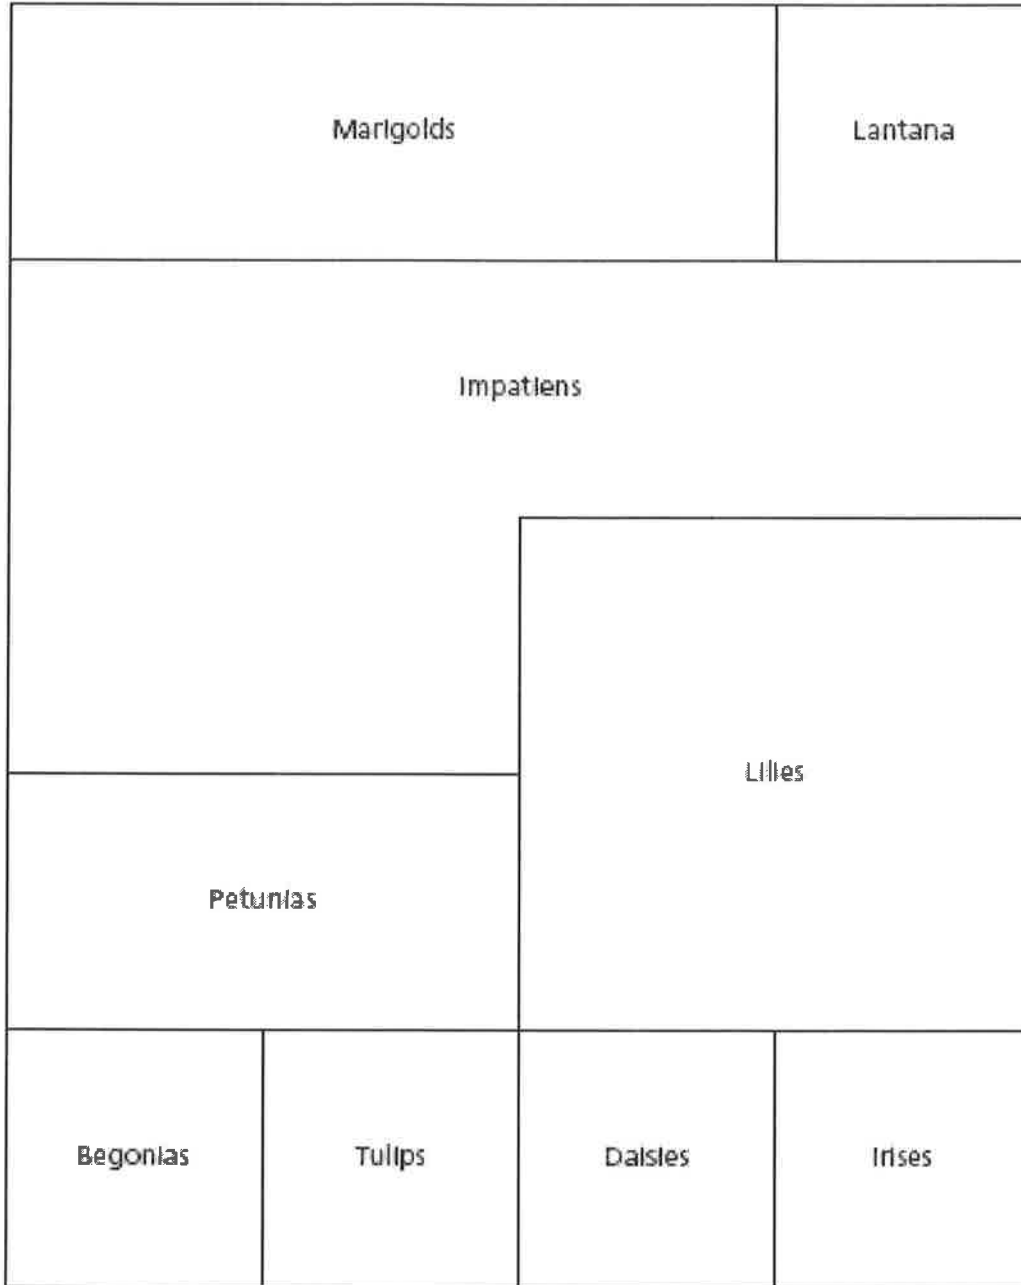 Marigolds
Lantana
Impatiens
Lilies
Petunias
Begonias
Tulips
Daisies
Irises